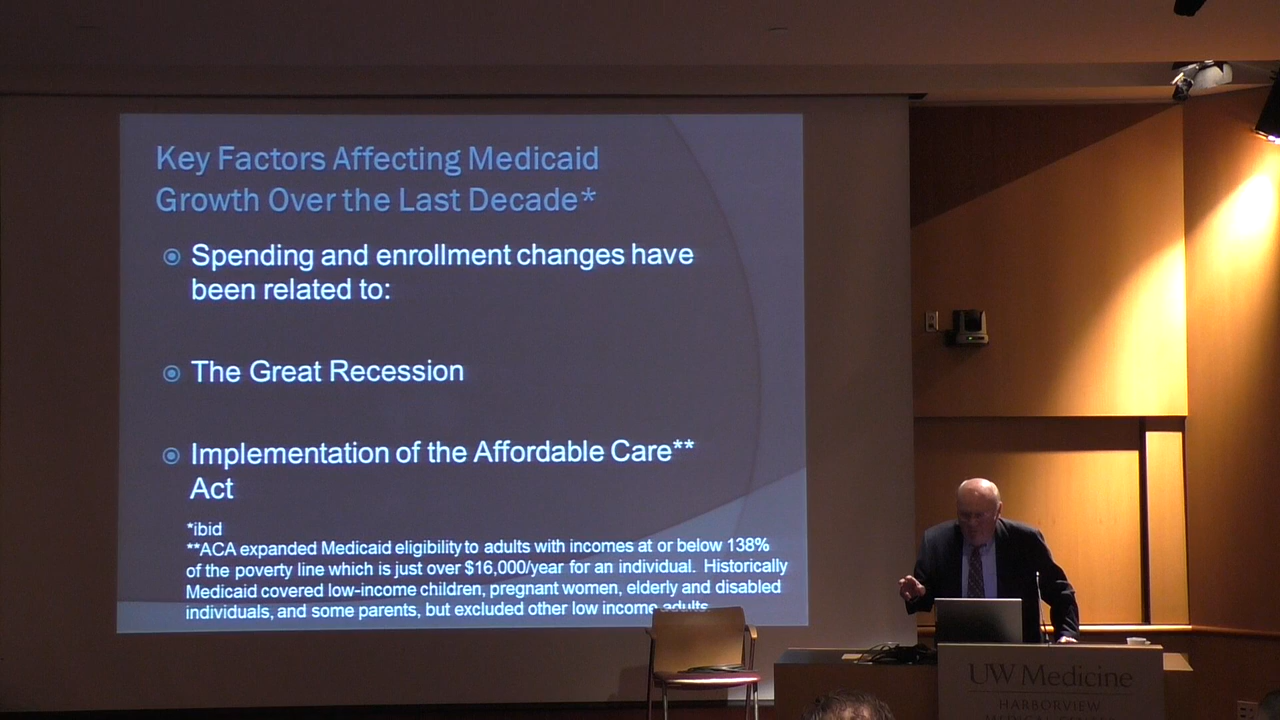 Key Factors Affecting Medicaid
Growth Over the Last Decade*
Spending and enrollment changes have
been related to:
The Great Recession
Implementation of the Affordable Care**
Act
*ibid
**ACA expanded Medicaid eligibility to adults with incomes at or below 138%
of the poverty line which is just over $16,000/year for an individual. Historically
Medicaid covered low-income children, pregnant women, elderly and disabled
individuals, and some parents, but excluded other low income adults.
UW Medicine
HARBORVIEW